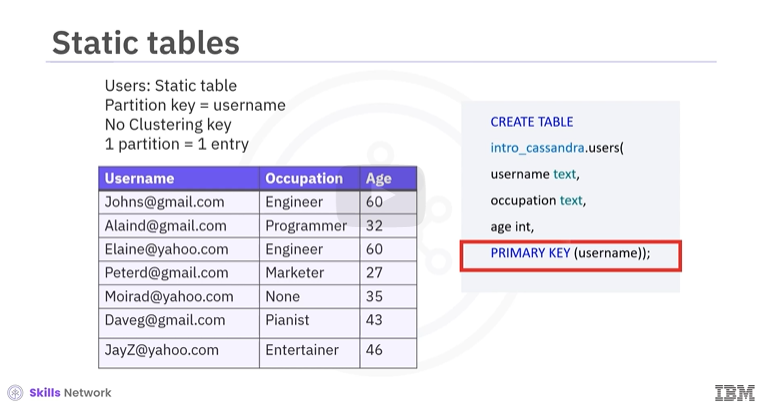 Static tables
Users: Static table
Partition key = username
No Clustering key
1 partition = 1 entry
Username Occupation Age
Johns@gmail.com Engineer 60
Alaind@gmail.com Programmer 32
Elaine@yahoo.com Engineer 60
Peterd@gmail.com Marketer 27
Moirad@yahoo.com None 35
Daveg@gmail.com Pianist 43
JayZ@yahoo.com Entertainer 46
CREATE TABLE
intro_cassandra.users(
username text,
occupation text,
age int,
PRIMARY KEY (username));
Skills Network
IBM